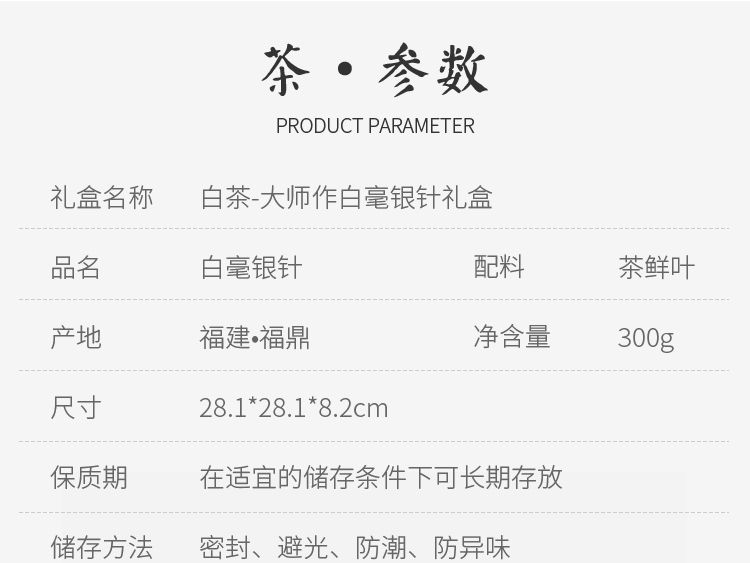 茶·参数
PRODUCT PARAMETER
礼盒名称 白茶-大师作白毫银针礼盒
品名 白毫银针 配料 茶鲜叶
产地 福建•福鼎 净含量 300g
尺寸 28.1*28.1*8.2cm
保质期 在适宜的储存条件下可长期存放
储存方法 密封、避光、防潮、防异味